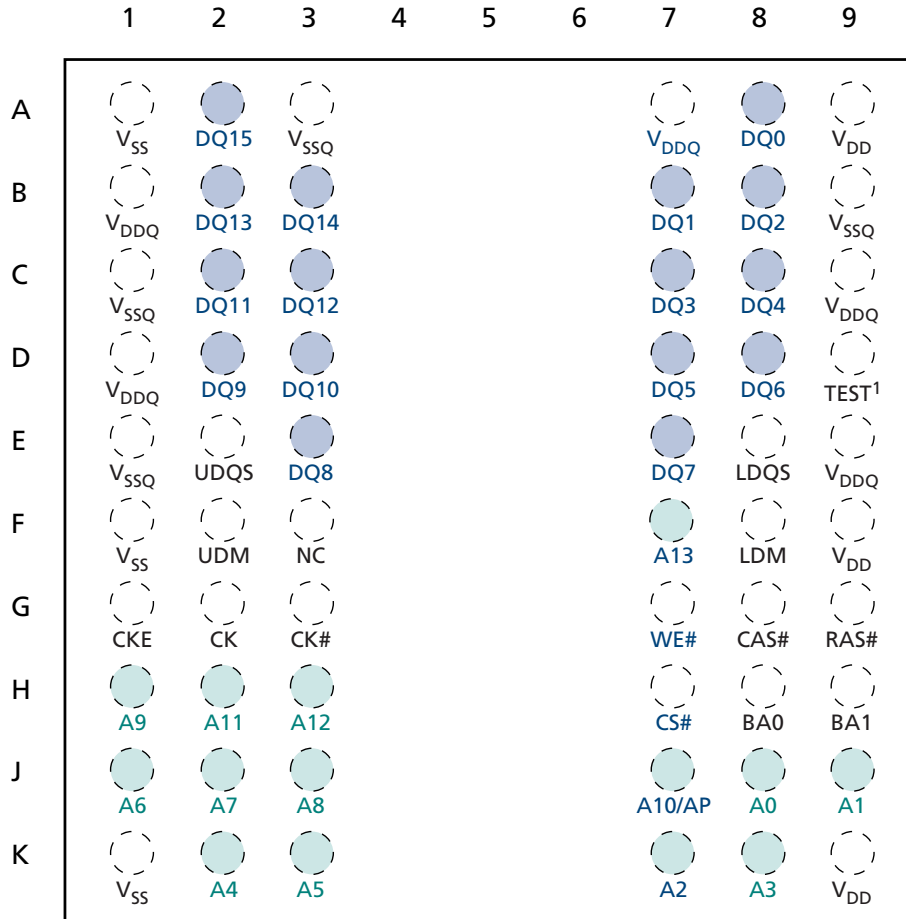 1 2 3 4 5 6 7 8 9
A
VSS DQ15 VSSQ VDDQ DQ0 VDD
B
VDDQ DQ13 DQ14 DQ1 DQ2 VSSQ
C
VSSQ DQ11 DQ12 DQ3 DQ4 VDDQ
D
VDDQ DQ9 DQ10 DQ5 DQ6 TEST1
E
VSSQ UDQS DQ8 DQ7 LDQS VDDQ
F
VSS UDM NC A13 LDM VDD
G
CKE CK CK# WE# CAS# RAS#
H
A9 A11 A12 CS# BA0 BA1
J
A6 A7 A8 A10/AP A0 A1
K
VSS A4 A5 A2 A3 VDD